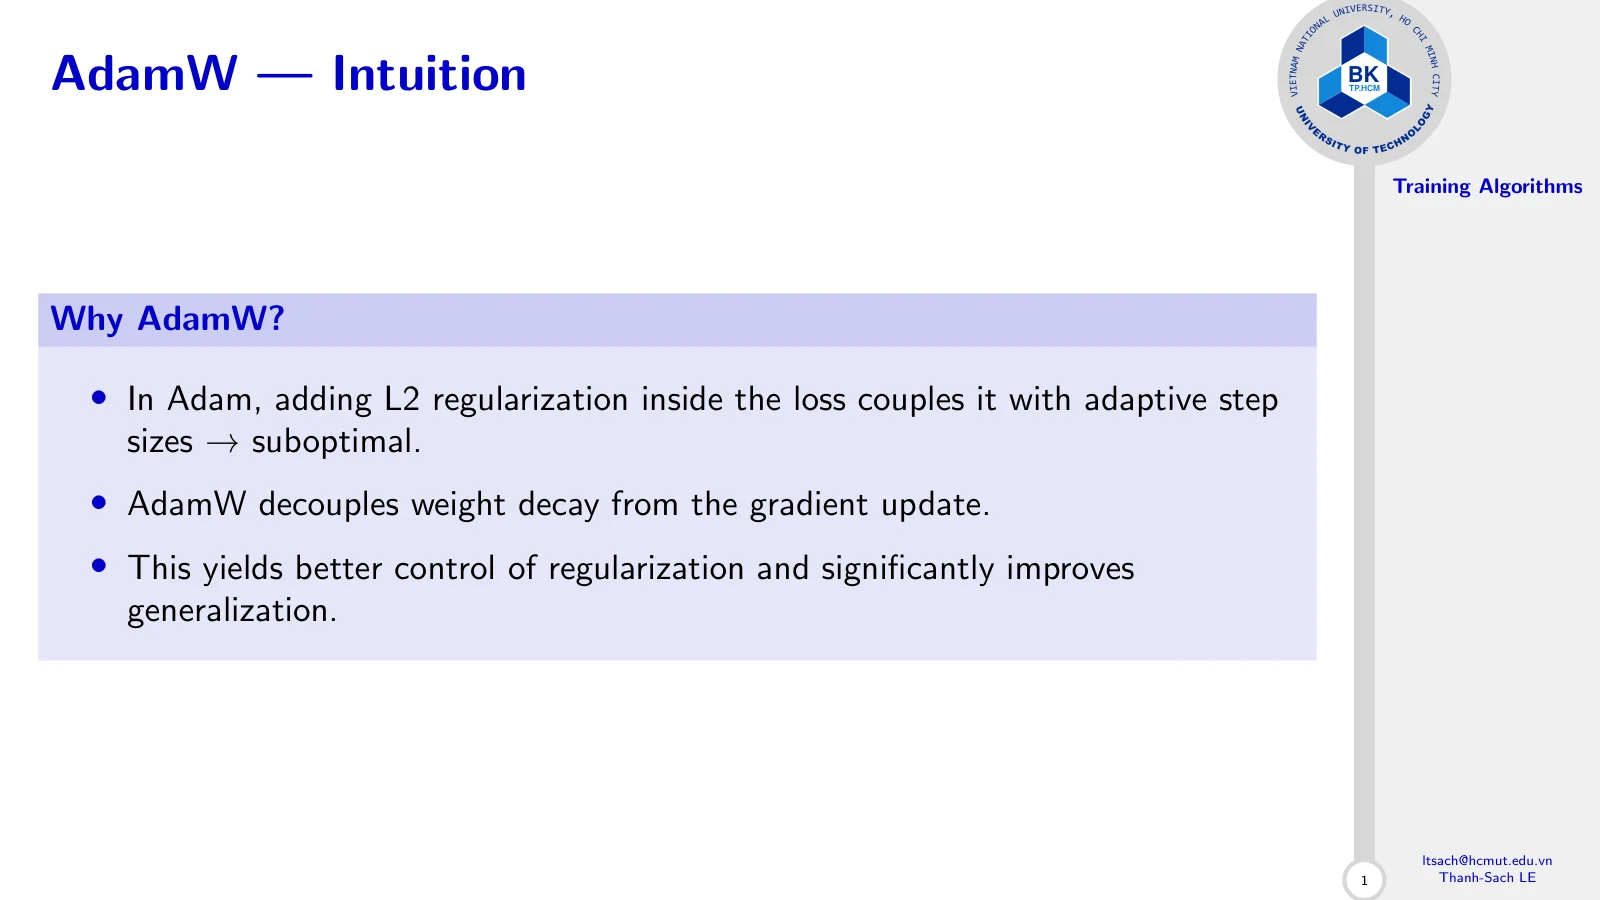 AdamW — Intuition
VIETNAM NATIONAL UNIVERSITY, HO CHI MINH CITY
BK
TP.HCM
UNIVERSITY OF TECHNOLOGY
Training Algorithms
Why AdamW?
• In Adam, adding L2 regularization inside the loss couples it with adaptive step
sizes → suboptimal.
• AdamW decouples weight decay from the gradient update.
• This yields better control of regularization and significantly improves
generalization.
ltsach@hcmut.edu.vn
Thanh-Sach LE
1